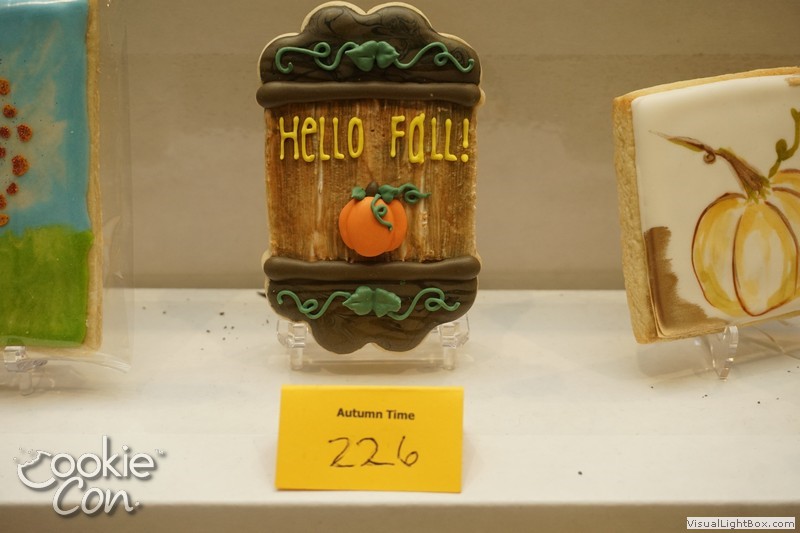 Hello Fall!
Autumn Time
226
Cookie
Con
VisualLightBox.com